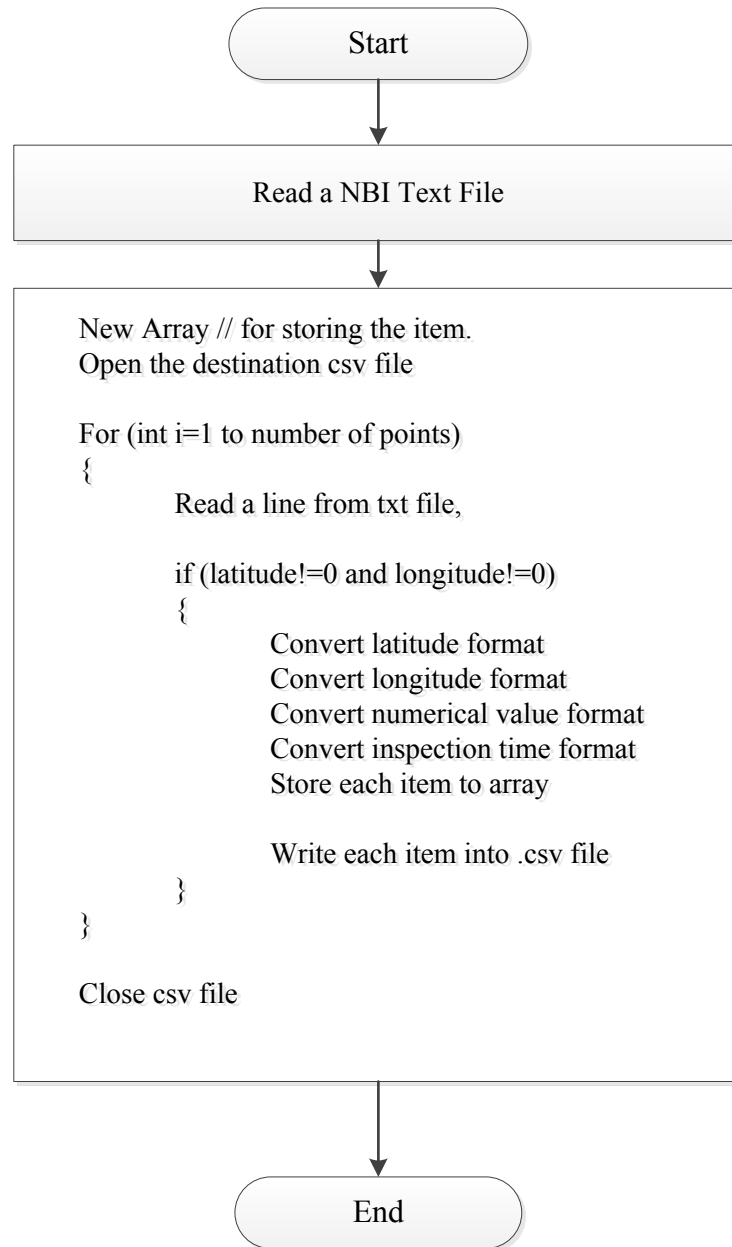 Start
Read a NBI Text File
New Array // for storing the item.
Open the destination csv file
For (int i=1 to number of points)
{
Read a line from txt file,
if (latitude!=0 and longitude!=0)
{
Convert latitude format
Convert longitude format
Convert numerical value format
Convert inspection time format
Store each item to array
Write each item into .csv file
}
}
Close csv file
End